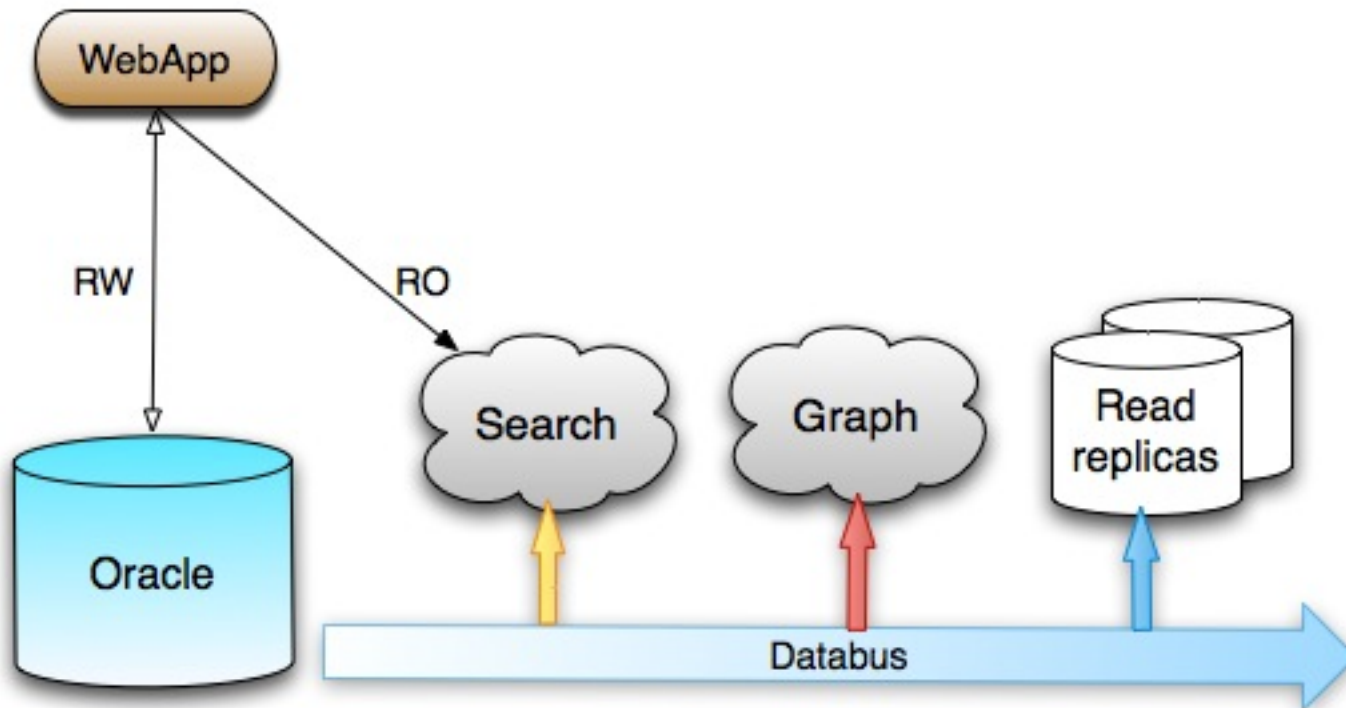 WebApp
RW
RO
Search
Graph
Read
replicas
Oracle
Databus